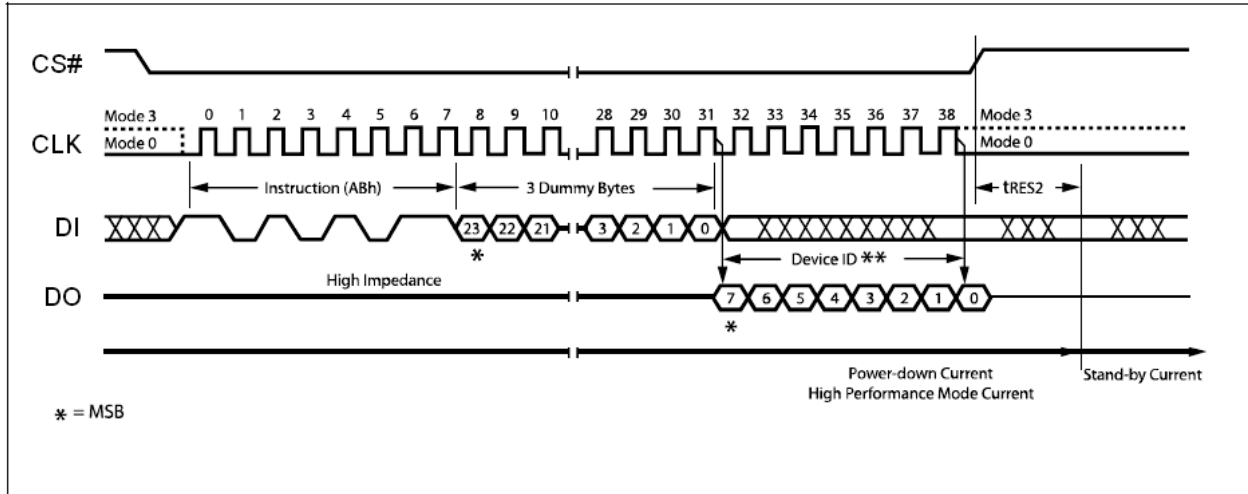 CS#
Mode 3 0 1 2 3 4 5 6 7 8 9 10 28 29 30 31 32 33 34 35 36 37 38 Mode 3
CLK Mode 0 Mode 0
Instruction (ABh) 3 Dummy Bytes tRES2
DI 23 22 21 3 2 1 0
* Device ID **
High Impedance
DO 7 6 5 4 3 2 1 0
*
Power-down Current Stand-by Current
High Performance Mode Current
* = MSB